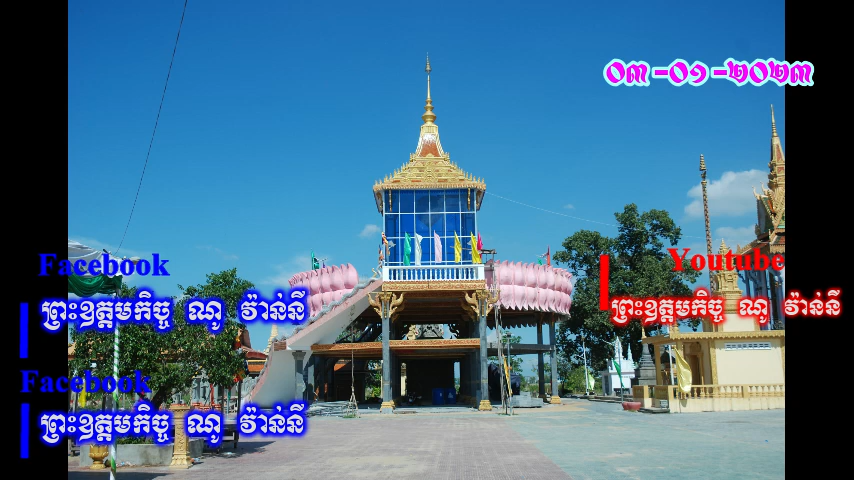 ០៣-០១-២០២៣
Facebook
ព្រះឧត្តមកិច្ច ណូ វ៉ាន់នី
Youtube
ព្រះឧត្តមកិច្ច ណូ វ៉ាន់នី
Facebook
ព្រះឧត្តមកិច្ច ណូ វ៉ាន់នី